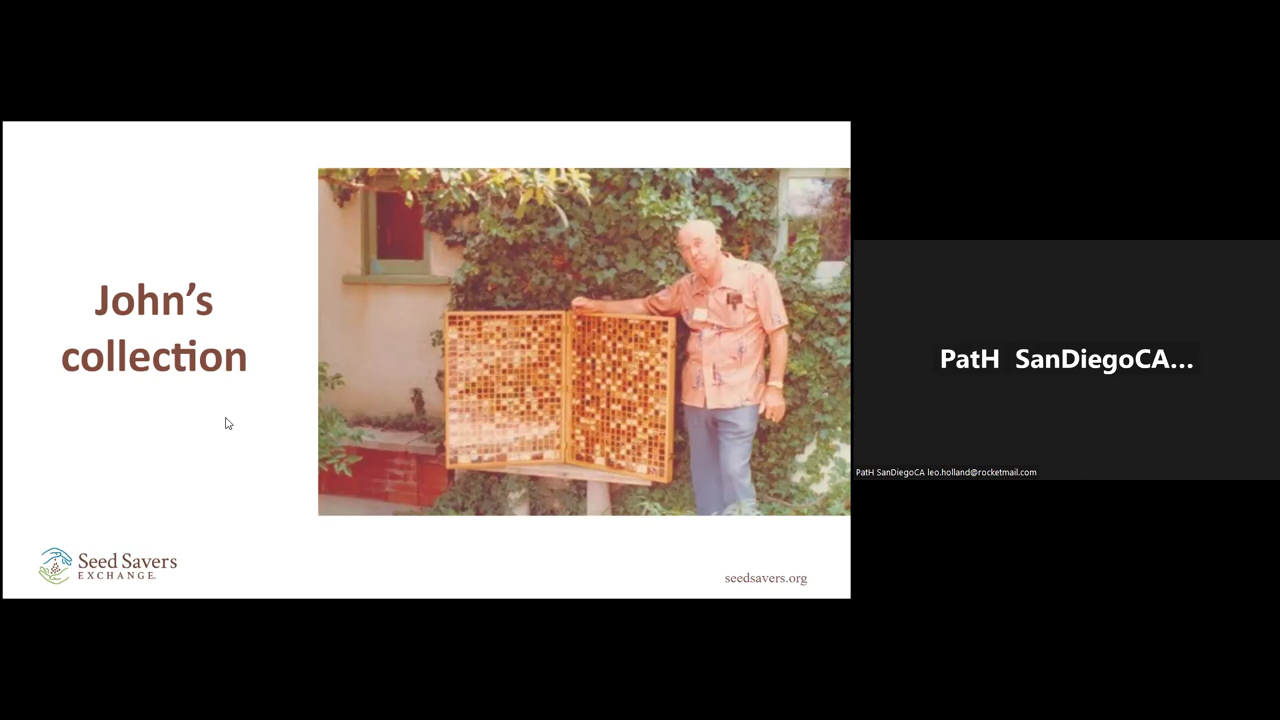 John's
collection
Seed Savers
EXCHANGE.
seedsavers.org
PatH SanDiegoCA...
PatH SanDiegoCA leo.holland@rocketmail.com